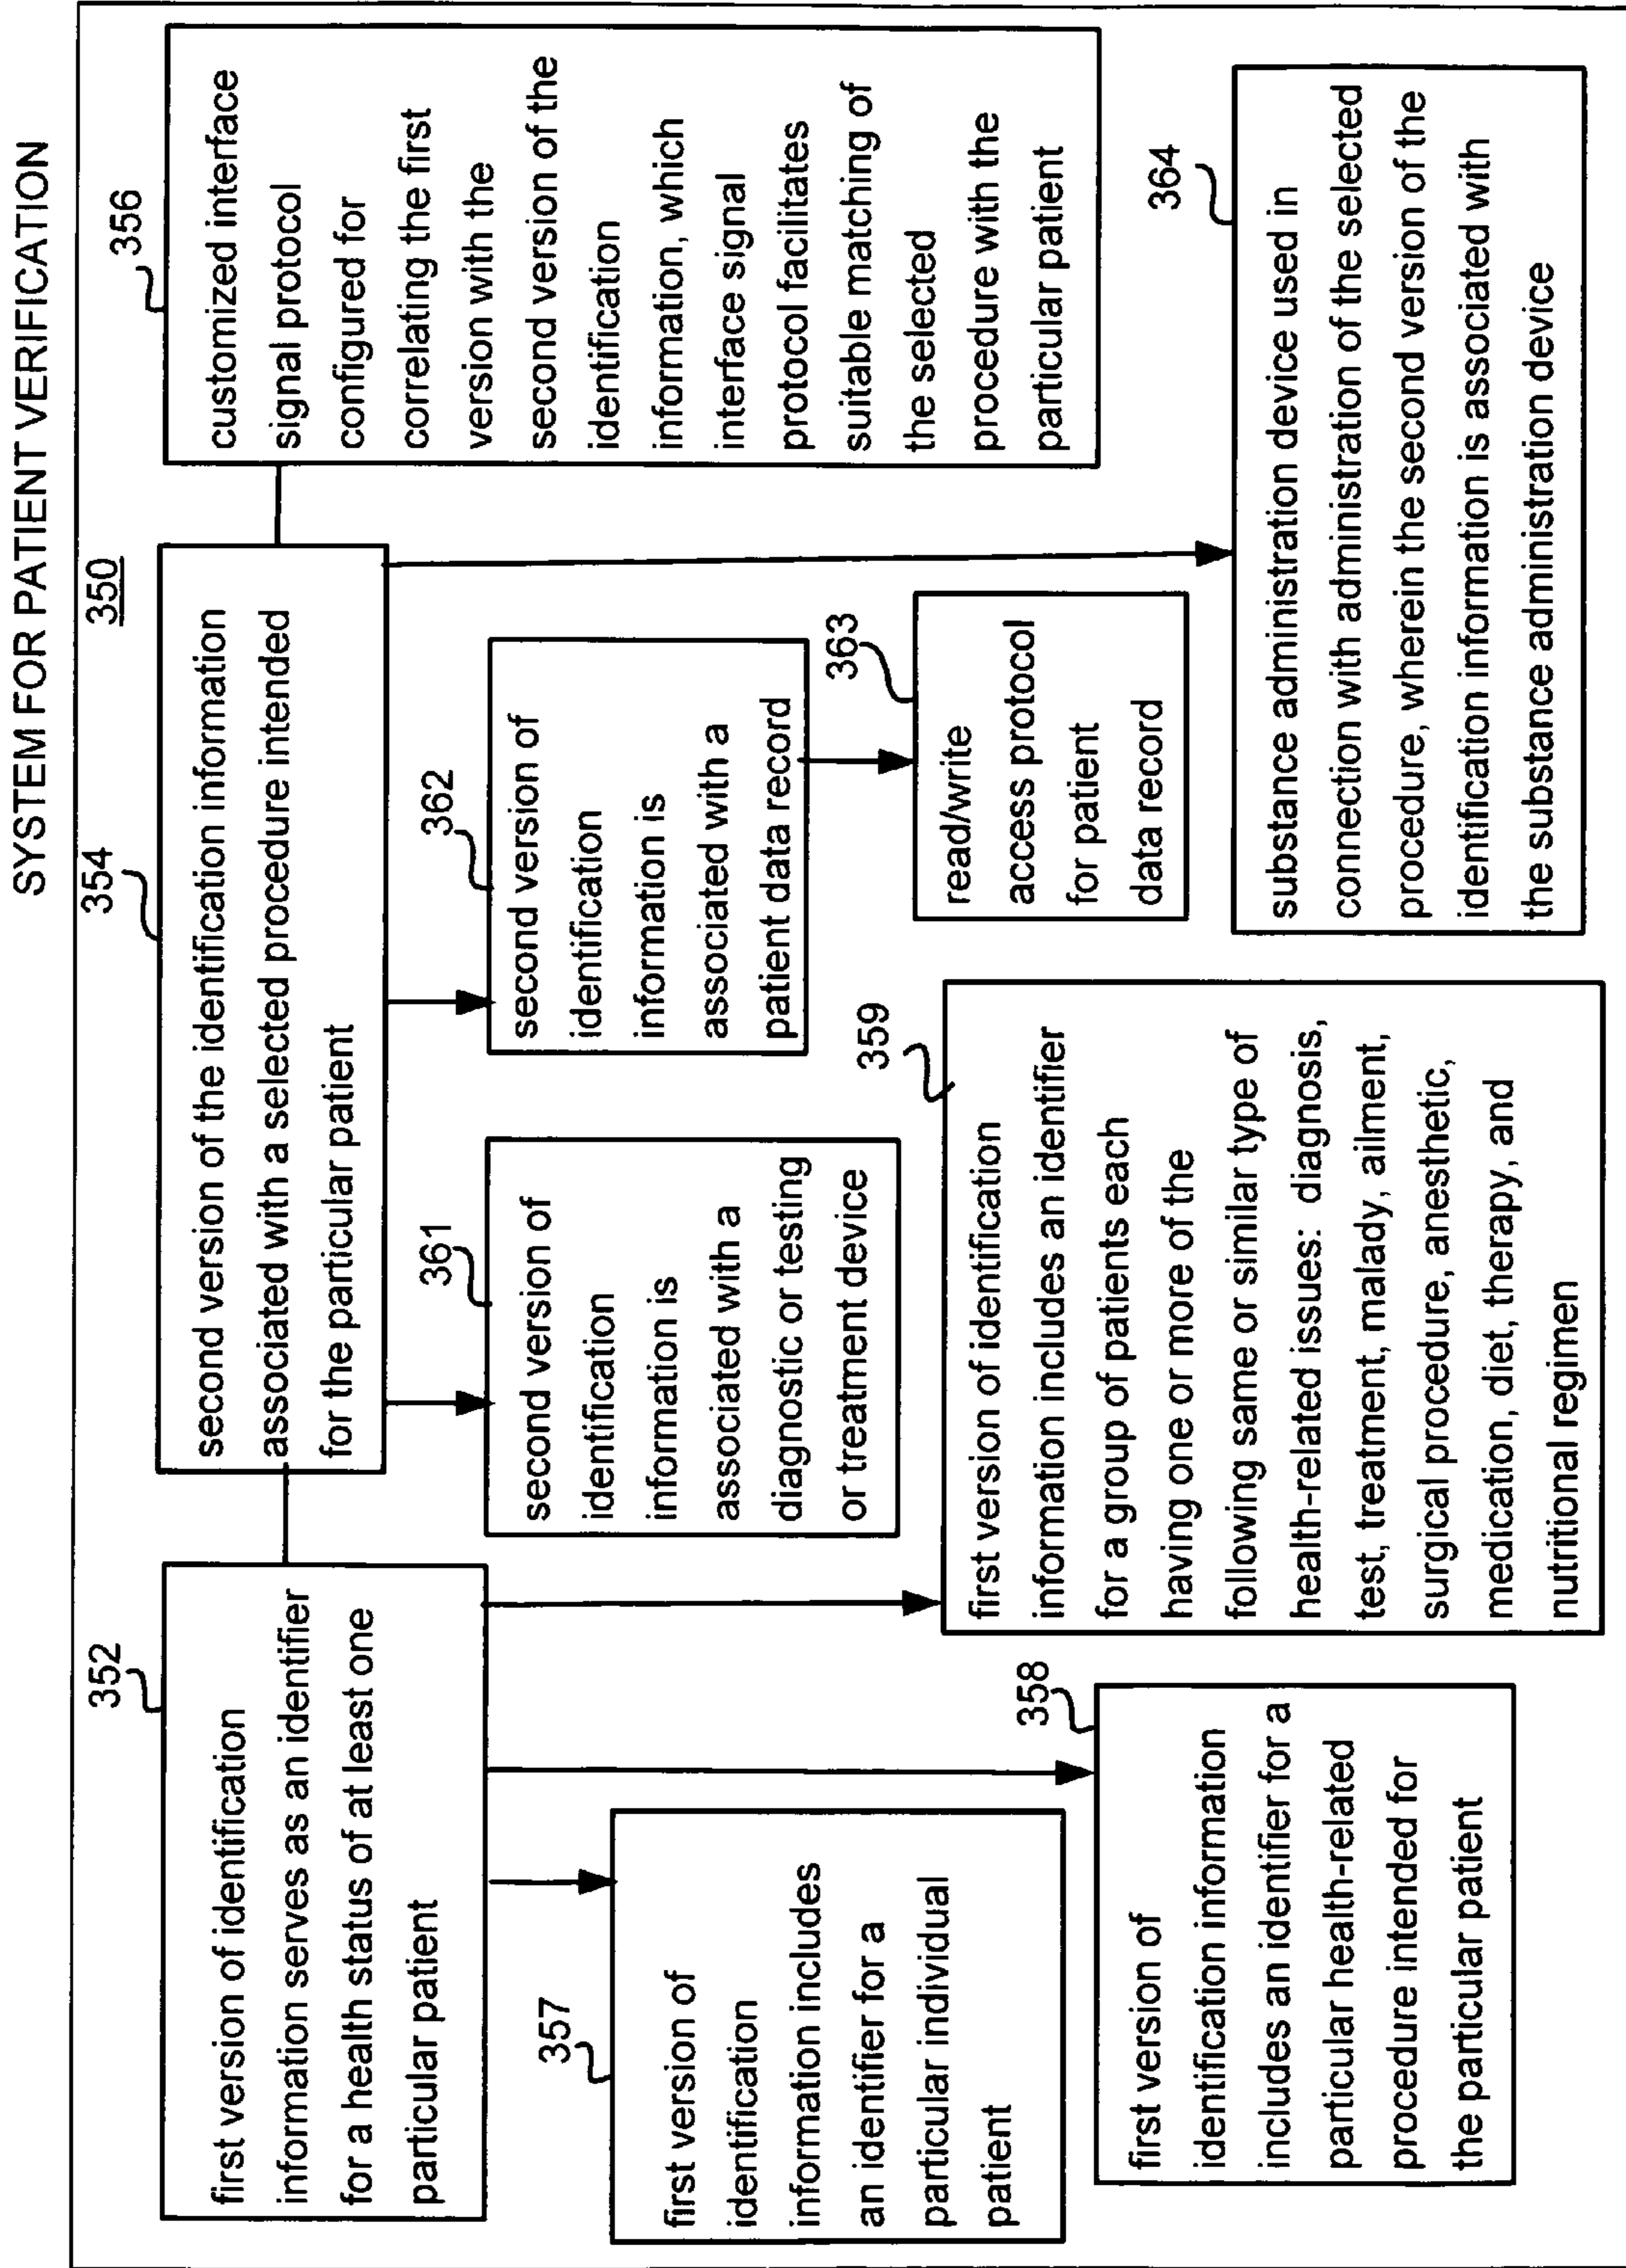 SYSTEM FOR PATIENT VERIFICATION
350
352
first version of identification
information serves as an identifier
for a health status of at least one
particular patient
354
second version of the identification information
associated with a selected procedure intended
for the particular patient
356
customized interface
signal protocol
configured for
correlating the first
version with the
second version of the
identification
information, which
interface signal
protocol facilitates
suitable matching of
the selected
procedure with the
particular patient
357
first version of
identification
information includes
an identifier for a
particular individual
patient
361
second version of
identification
information is
associated with a
diagnostic or testing
or treatment device
362
second version of
identification
information is
associated with a
patient data record
363
read/write
access protocol
for patient
data record
358
first version of
identification information
includes an identifier for a
particular health-related
procedure intended for
the particular patient
359
first version of identification
information includes an identifier
for a group of patients each
having one or more of the
following same or similar type of
health-related issues: diagnosis,
test, treatment, malady, ailment,
surgical procedure, anesthetic,
medication, diet, therapy, and
nutritional regimen
364
substance administration device used in
connection with administration of the selected
procedure, wherein the second version of the
identification information is associated with
the substance administration device